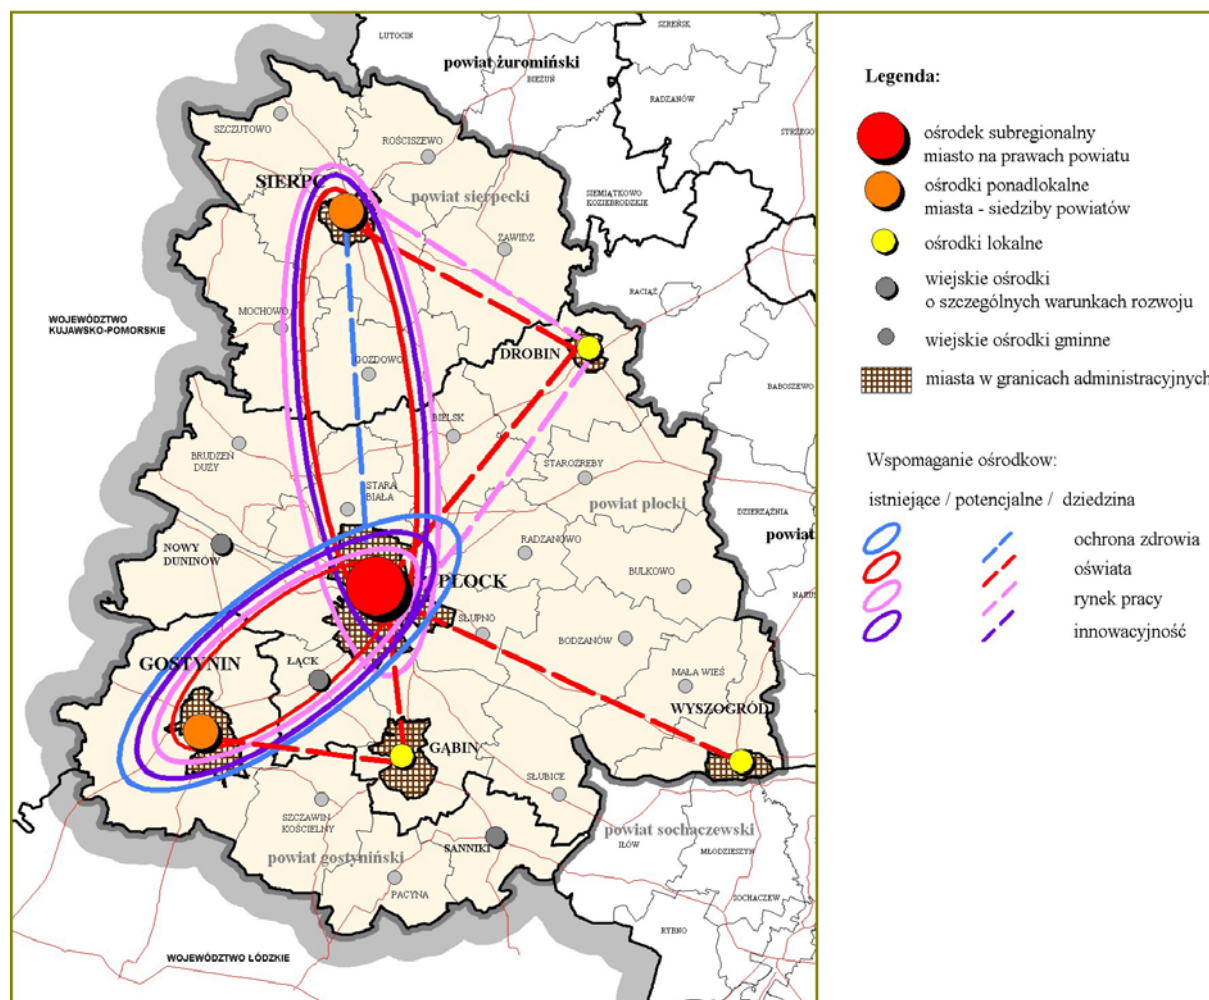 LUTOCIN
SZREŃSK
powiat żuromiński
BIEŻUŃ
RADZANÓW
STRZEGO
SZCZUTOWO
ROŚCISZEWO
SIERPC
powiat sierpecki
SIEMIĄTKOWO
KOZIEBRODZKIE
ZAWIDZ
RACIĄŻ
WOJEWÓDZTWO
KUJAWSKO-POMORSKIE
MOCHOWO
GOZDOWO
DROBIN
BABOSZEWO
BIELSK
BRUDZEŃ
DUŻY
STAROŹREBY
STARA
BIAŁA
powiat płocki
DZIERZĄŻNIA
powiat
NOWY
DUNINÓW
RADZANOWO
PŁOCK
BULKOWO
NARUS
SŁUPNO
BODZANÓW
GOSTYNIN
ŁĄCK
MAŁA WIEŚ
WYSZOGRÓD
GĄBIN
SŁUBICE
SZCZAWIN
KOŚCIELNY
powiat sochaczewski
IŁÓW
MŁODZIESZYN
powiat gostyniński
SANNIKI
PACYNA
SOCHACZEW
RYBNO
WOJEWÓDZTWO ŁÓDZKIE
Legenda:
ośrodek subregionalny
miasto na prawach powiatu
ośrodki ponadlokalne
miasta - siedziby powiatów
ośrodki lokalne
wiejskie ośrodki
o szczególnych warunkach rozwoju
wiejskie ośrodki gminne
miasta w granicach administracyjnych
Wspomaganie ośrodkow:
istniejące / potencjalne / dziedzina
ochrona zdrowia
oświata
rynek pracy
innowacyjność